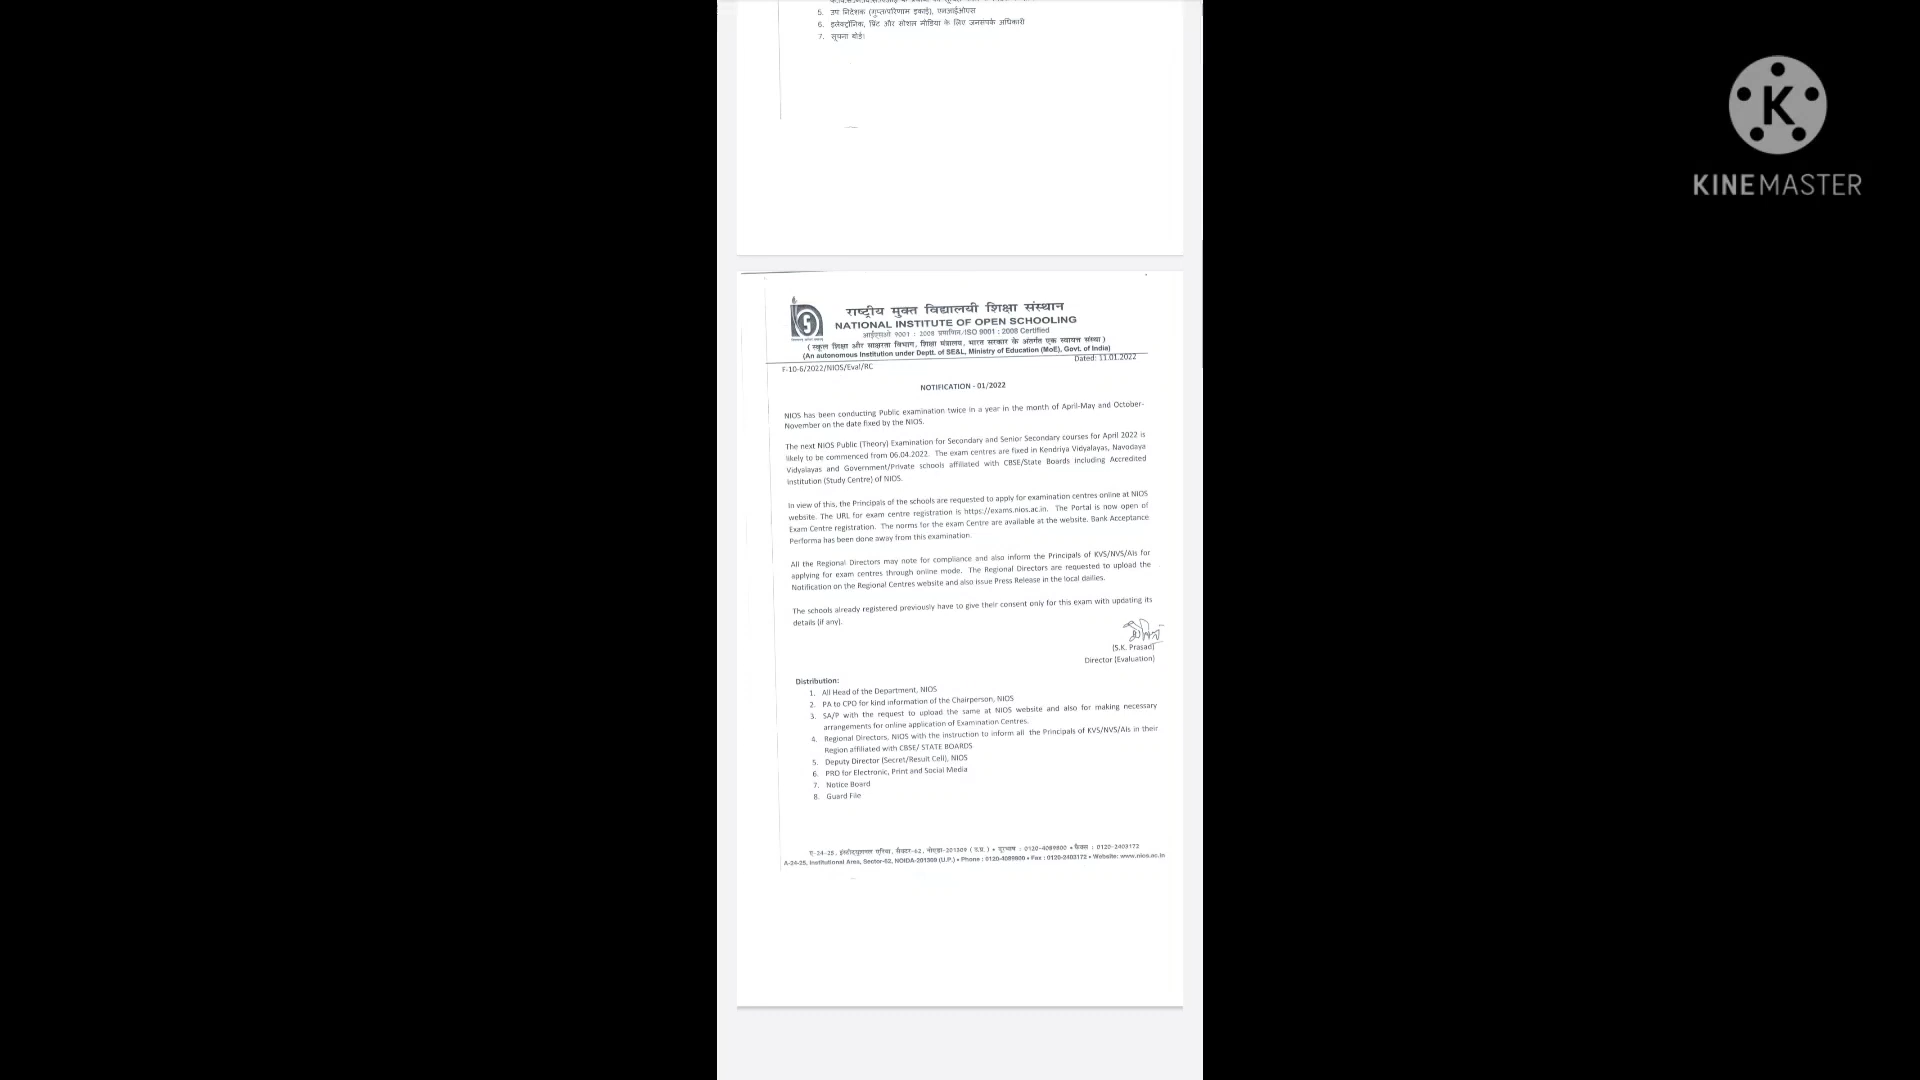 5. उप निदेशक (गुप्त/परिणाम इकाई), एनआईओएस
6. इलेक्ट्रॉनिक, प्रिंट और सोशल मीडिया के लिए जनसंपर्क अधिकारी
7. सूचना बोर्ड।
K
KINEMASTER
राष्ट्रीय मुक्त विद्यालयी शिक्षा संस्थान
NATIONAL INSTITUTE OF OPEN SCHOOLING
आईएसओ 9001 : 2008 प्रमाणित/ISO 9001 : 2008 Certified
( स्कूल शिक्षा और साक्षरता विभाग, शिक्षा मंत्रालय, भारत सरकार के अंतर्गत एक स्वायत्त संस्था )
(An autonomous Institution under Deptt. of SE&L, Ministry of Education (MoE), Govt. of India)
Dated: 11.01.2022
F-10-6/2022/NIOS/Eval/RC
NOTIFICATION - 01/2022
NIOS has been conducting Public examination twice in a year in the month of April-May and October-
November on the date fixed by the NIOS.
The next NIOS Public (Theory) Examination for Secondary and Senior Secondary courses for April 2022 is
likely to be commenced from 06.04.2022. The exam centres are fixed in Kendriya Vidyalayas, Navodaya
Vidyalayas and Government/Private schools affiliated with CBSE/State Boards including Accredited
Institution (Study Centre) of NIOS.
In view of this, the Principals of the schools are requested to apply for examination centres online at NIOS
website. The URL for exam centre registration is https://exams.nios.ac.in. The Portal is now open of
Exam Centre registration. The norms for the exam Centre are available at the website. Bank Acceptance
Performa has been done away from this examination.
All the Regional Directors may note for compliance and also inform the Principals of KVS/NVS/AIs for
applying for exam centres through online mode. The Regional Directors are requested to upload the
Notification on the Regional Centres website and also issue Press Release in the local dailies.
The schools already registered previously have to give their consent only for this exam with updating its
details (if any).
(S.K. Prasad)
Director (Evaluation)
Distribution:
1. All Head of the Department, NIOS
2. PA to CPO for kind information of the Chairperson, NIOS
3. SA/P with the request to upload the same at NIOS website and also for making necessary
arrangements for online application of Examination Centres.
4. Regional Directors, NIOS with the instruction to inform all the Principals of KVS/NVS/AIs in their
Region affiliated with CBSE/ STATE BOARDS
5. Deputy Director (Secret/Result Cell), NIOS
6. PRO for Electronic, Print and Social Media
7. Notice Board
8. Guard File
ए-24-25, इंस्टीट्यूशनल एरिया, सैक्टर-62, नोएडा-201309 ( उ.प्र. ) • दूरभाष : 0120-4089800 • फैक्स : 0120-2403172
A-24-25, Institutional Area, Sector-62, NOIDA-201309 (U.P.) • Phone : 0120-4089800 • Fax : 0120-2403172 • Website: www.nios.ac.in